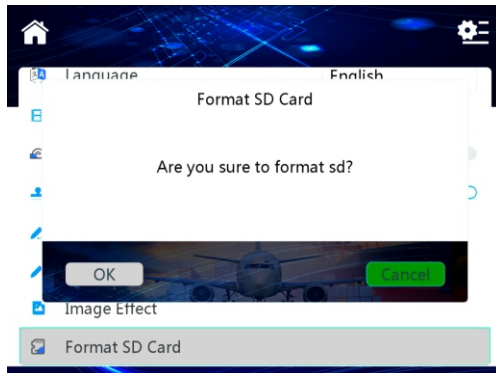 Language English
Format SD Card
Are you sure to format sd?
OK Cancel
Image Effect
Format SD Card